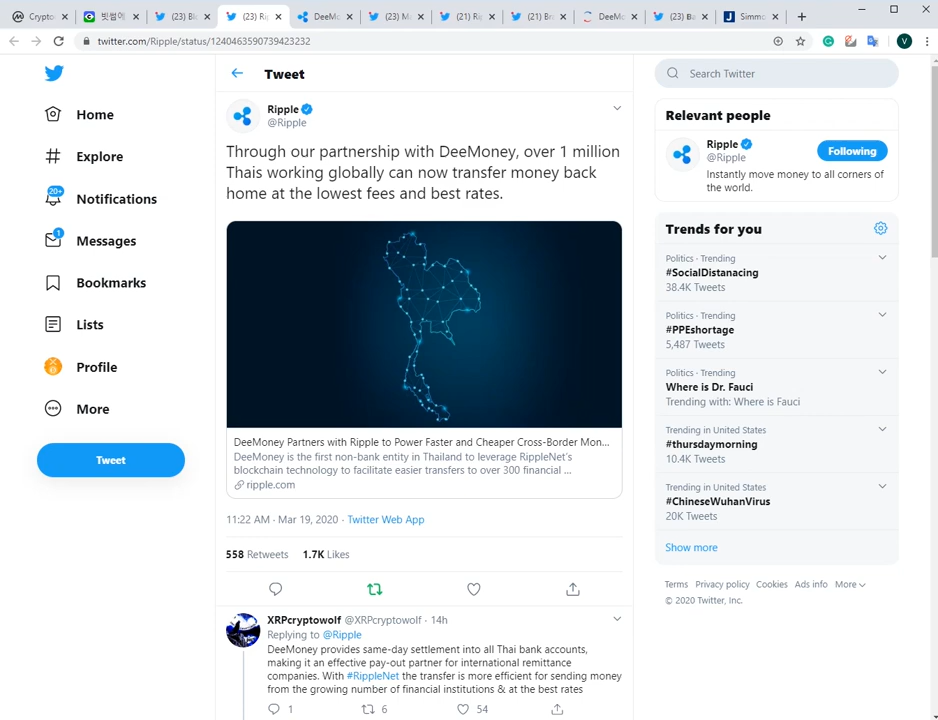 Crypto
빗썸에
(23) Bl
(23) Ri
DeeM
(23) M
(21) Ri
(21) Br
DeeM
(23) B
Simm
twitter.com/Ripple/status/1240463590739423232
V
Home
Explore
20+
Notifications
1
Messages
Bookmarks
Lists
Profile
More
Tweet
Tweet
Ripple
@Ripple
Through our partnership with DeeMoney, over 1 million
Thais working globally can now transfer money back
home at the lowest fees and best rates.
DeeMoney Partners with Ripple to Power Faster and Cheaper Cross-Border Mon...
DeeMoney is the first non-bank entity in Thailand to leverage RippleNet's
blockchain technology to facilitate easier transfers to over 300 financial ...
ripple.com
11:22 AM · Mar 19, 2020 · Twitter Web App
558 Retweets 1.7K Likes
XRPcryptowolf @XRPcryptowolf · 14h
Replying to @Ripple
DeeMoney provides same-day settlement into all Thai bank accounts,
making it an effective pay-out partner for international remittance
companies. With #RippleNet the transfer is more efficient for sending money
from the growing number of financial institutions & at the best rates
1 6 54
Search Twitter
Relevant people
Ripple
@Ripple
Following
Instantly move money to all corners of
the world.
Trends for you
Politics · Trending
#SocialDistanacing
38.4K Tweets
Politics · Trending
#PPEshortage
5,487 Tweets
Politics · Trending
Where is Dr. Fauci
Trending with: Where is Fauci
Trending in United States
#thursdaymorning
10.4K Tweets
Trending in United States
#ChineseWuhanVirus
20K Tweets
Show more
Terms Privacy policy Cookies Ads info More
© 2020 Twitter, Inc.